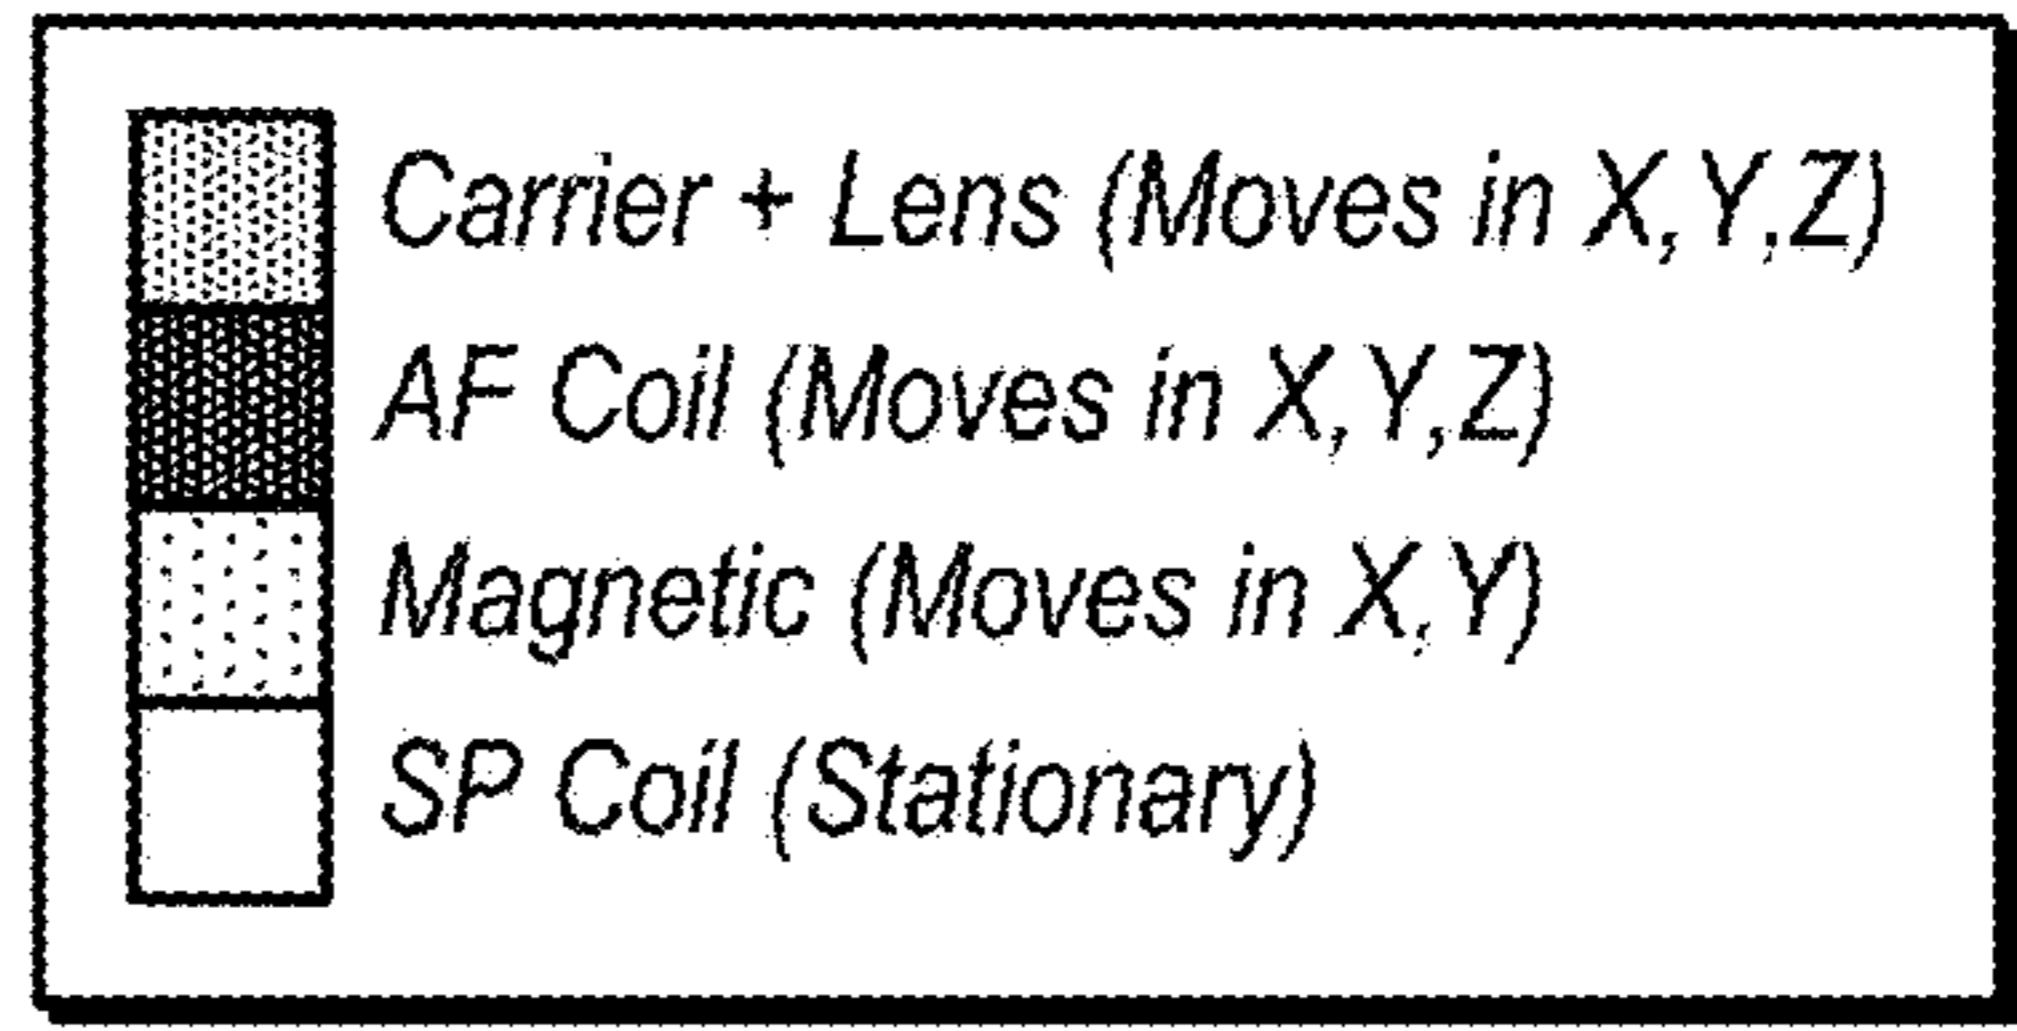 Carrier + Lens (Moves in X,Y,Z)
AF Coil (Moves in X,Y,Z)
Magnetic (Moves in X,Y)
SP Coil (Stationary)